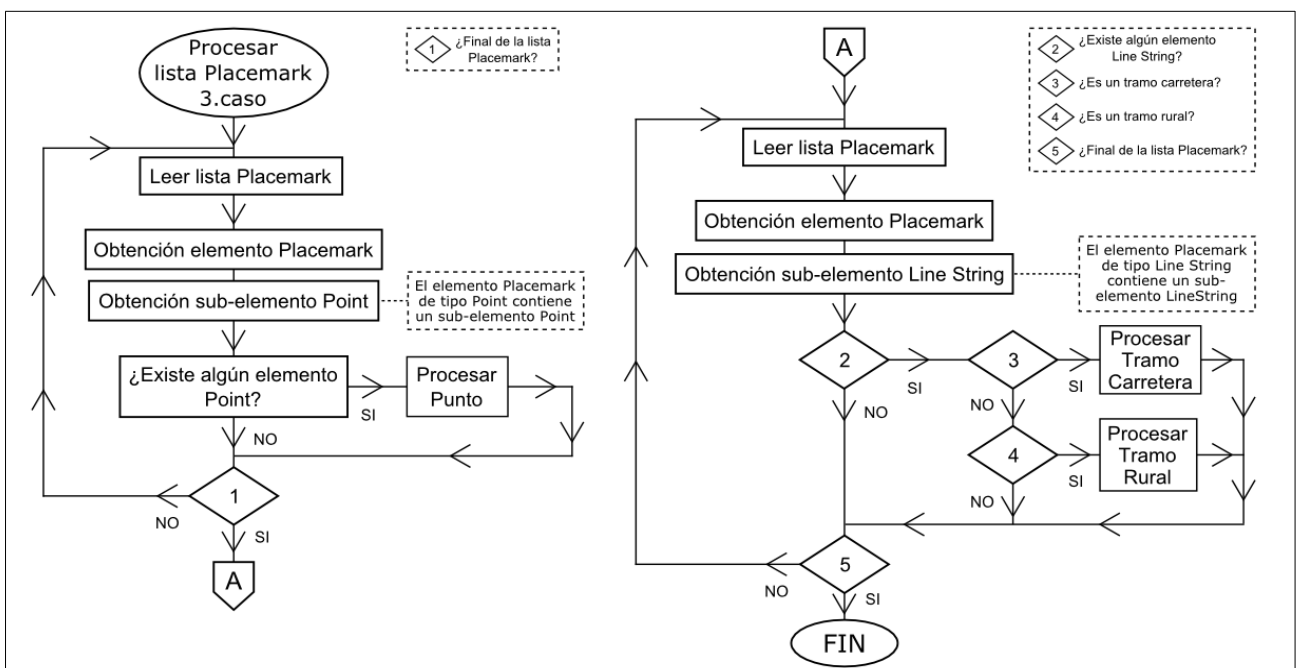 Procesar
lista Placemark
3.caso
1
¿Final de la lista
Placemark?
Leer lista Placemark
Obtención elemento Placemark
Obtención sub-elemento Point
El elemento Placemark
de tipo Point contiene
un sub-elemento Point
¿Existe algún elemento
Point?
SI
Procesar
Punto
NO
1
NO
SI
A
A
2
¿Existe algún elemento
Line String?
3
¿Es un tramo carretera?
4
¿Es un tramo rural?
5
¿Final de la lista Placemark?
Leer lista Placemark
Obtención elemento Placemark
Obtención sub-elemento Line String
El elemento Placemark
de tipo Line String
contiene un sub-
elemento LineString
2
SI
3
SI
Procesar
Tramo
Carretera
NO
NO
4
SI
Procesar
Tramo
Rural
NO
5
NO
SI
FIN